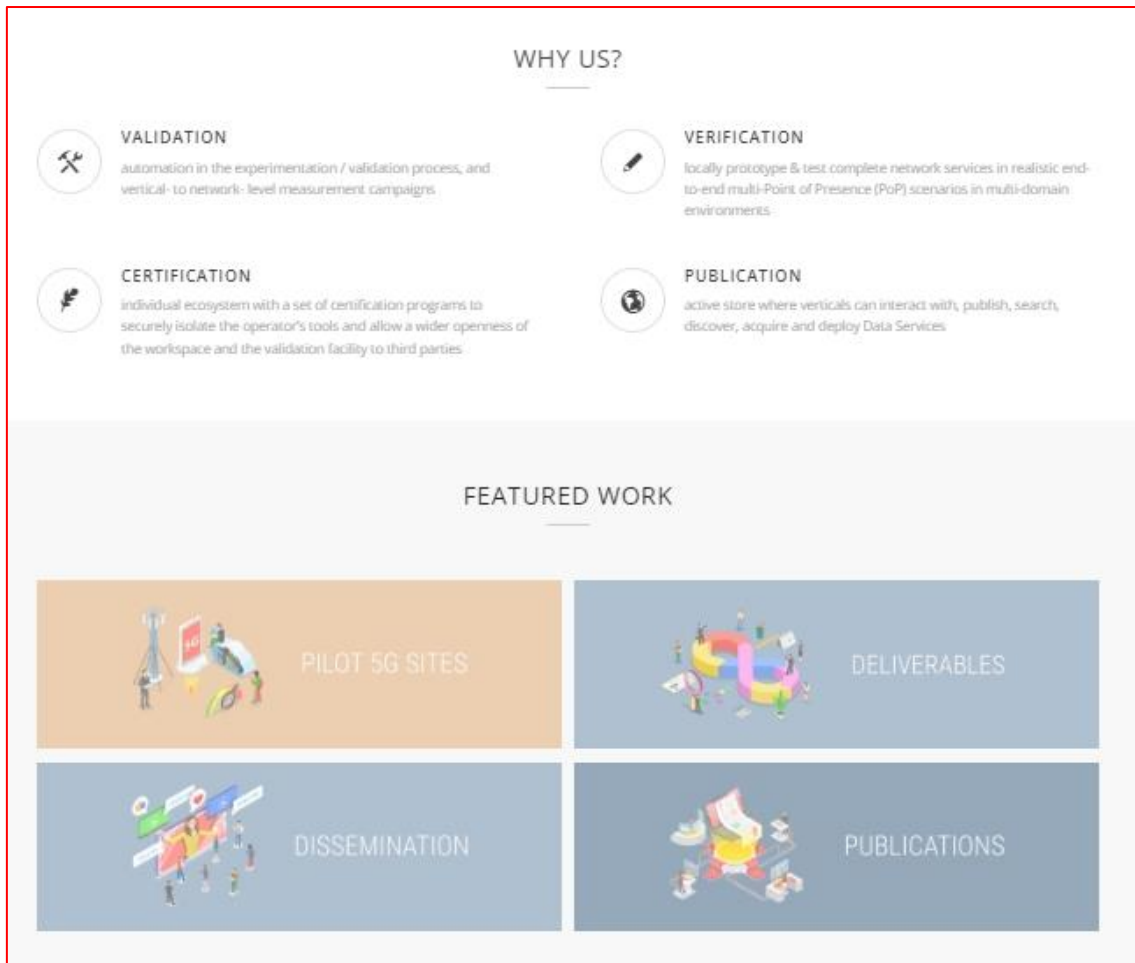 WHY US?
VALIDATION
automation in the experimentation / validation process, and
vertical- to network- level measurement campaigns
VERIFICATION
locally prototype & test complete network services in realistic end-
to-end multi-Point of Presence (PoP) scenarios in multi-domain
environments
CERTIFICATION
individual ecosystem with a set of certification programs to
securely isolate the operator's tools and allow a wider openness of
the workspace and the validation facility to third parties
PUBLICATION
active store where verticals can interact with, publish, search,
discover, acquire and deploy Data Services
FEATURED WORK
5G
PILOT 5G SITES
DELIVERABLES
DISSEMINATION
PUBLICATIONS